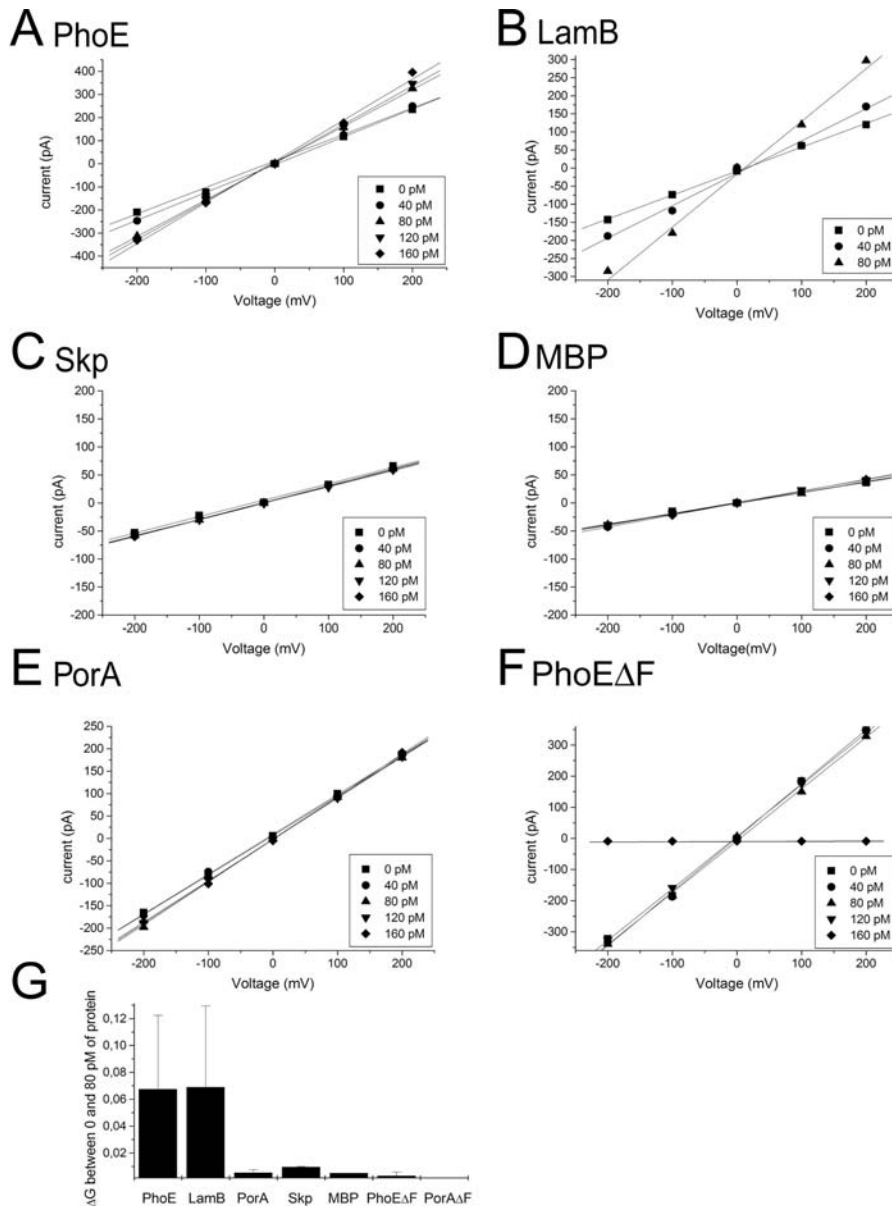 A PhoE
400
300
200
100
0
-100
-200
-300
-400
current (pA)
-200 -100 0 100 200
Voltage (mV)
0 pM
40 pM
80 pM
120 pM
160 pM
B LamB
300
250
200
150
100
50
0
-50
-100
-150
-200
-250
-300
current (pA)
-200 -100 0 100 200
Voltage (mV)
0 pM
40 pM
80 pM
C Skp
200
150
100
50
0
-50
-100
-150
-200
current (pA)
-200 -100 0 100 200
Voltage (mV)
0 pM
40 pM
80 pM
120 pM
160 pM
D MBP
200
150
100
50
0
-50
-100
-150
-200
current (pA)
-200 -100 0 100 200
Voltage(mV)
0 pM
40 pM
80 pM
120 pM
160 pM
E PorA
250
200
150
100
50
0
-50
-100
-150
-200
-250
current (pA)
-200 -100 0 100 200
Voltage (mV)
0 pM
40 pM
80 pM
120 pM
160 pM
F PhoEΔF
300
200
100
0
-100
-200
-300
current (pA)
-200 -100 0 100 200
Voltage (mV)
0 pM
40 pM
80 pM
120 pM
160 pM
G
ΔG between 0 and 80 pM of protein
0,12
0,10
0,08
0,06
0,04
0,02
PhoE LamB PorA Skp MBP PhoEΔF PorAΔF